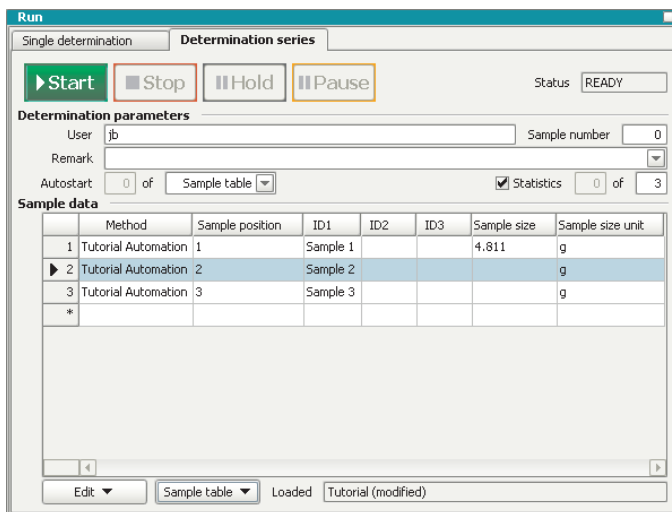 Run
Single determination Determination series
Start Stop Hold Pause Status READY
Determination parameters
User jb Sample number 0
Remark
Autostart 0 of Sample table Statistics 0 of 3
Sample data
Method Sample position ID1 ID2 ID3 Sample size Sample size unit
1 Tutorial Automation 1 Sample 1 4.811 g
2 Tutorial Automation 2 Sample 2 g
3 Tutorial Automation 3 Sample 3 g
*
Edit Sample table Loaded Tutorial (modified)